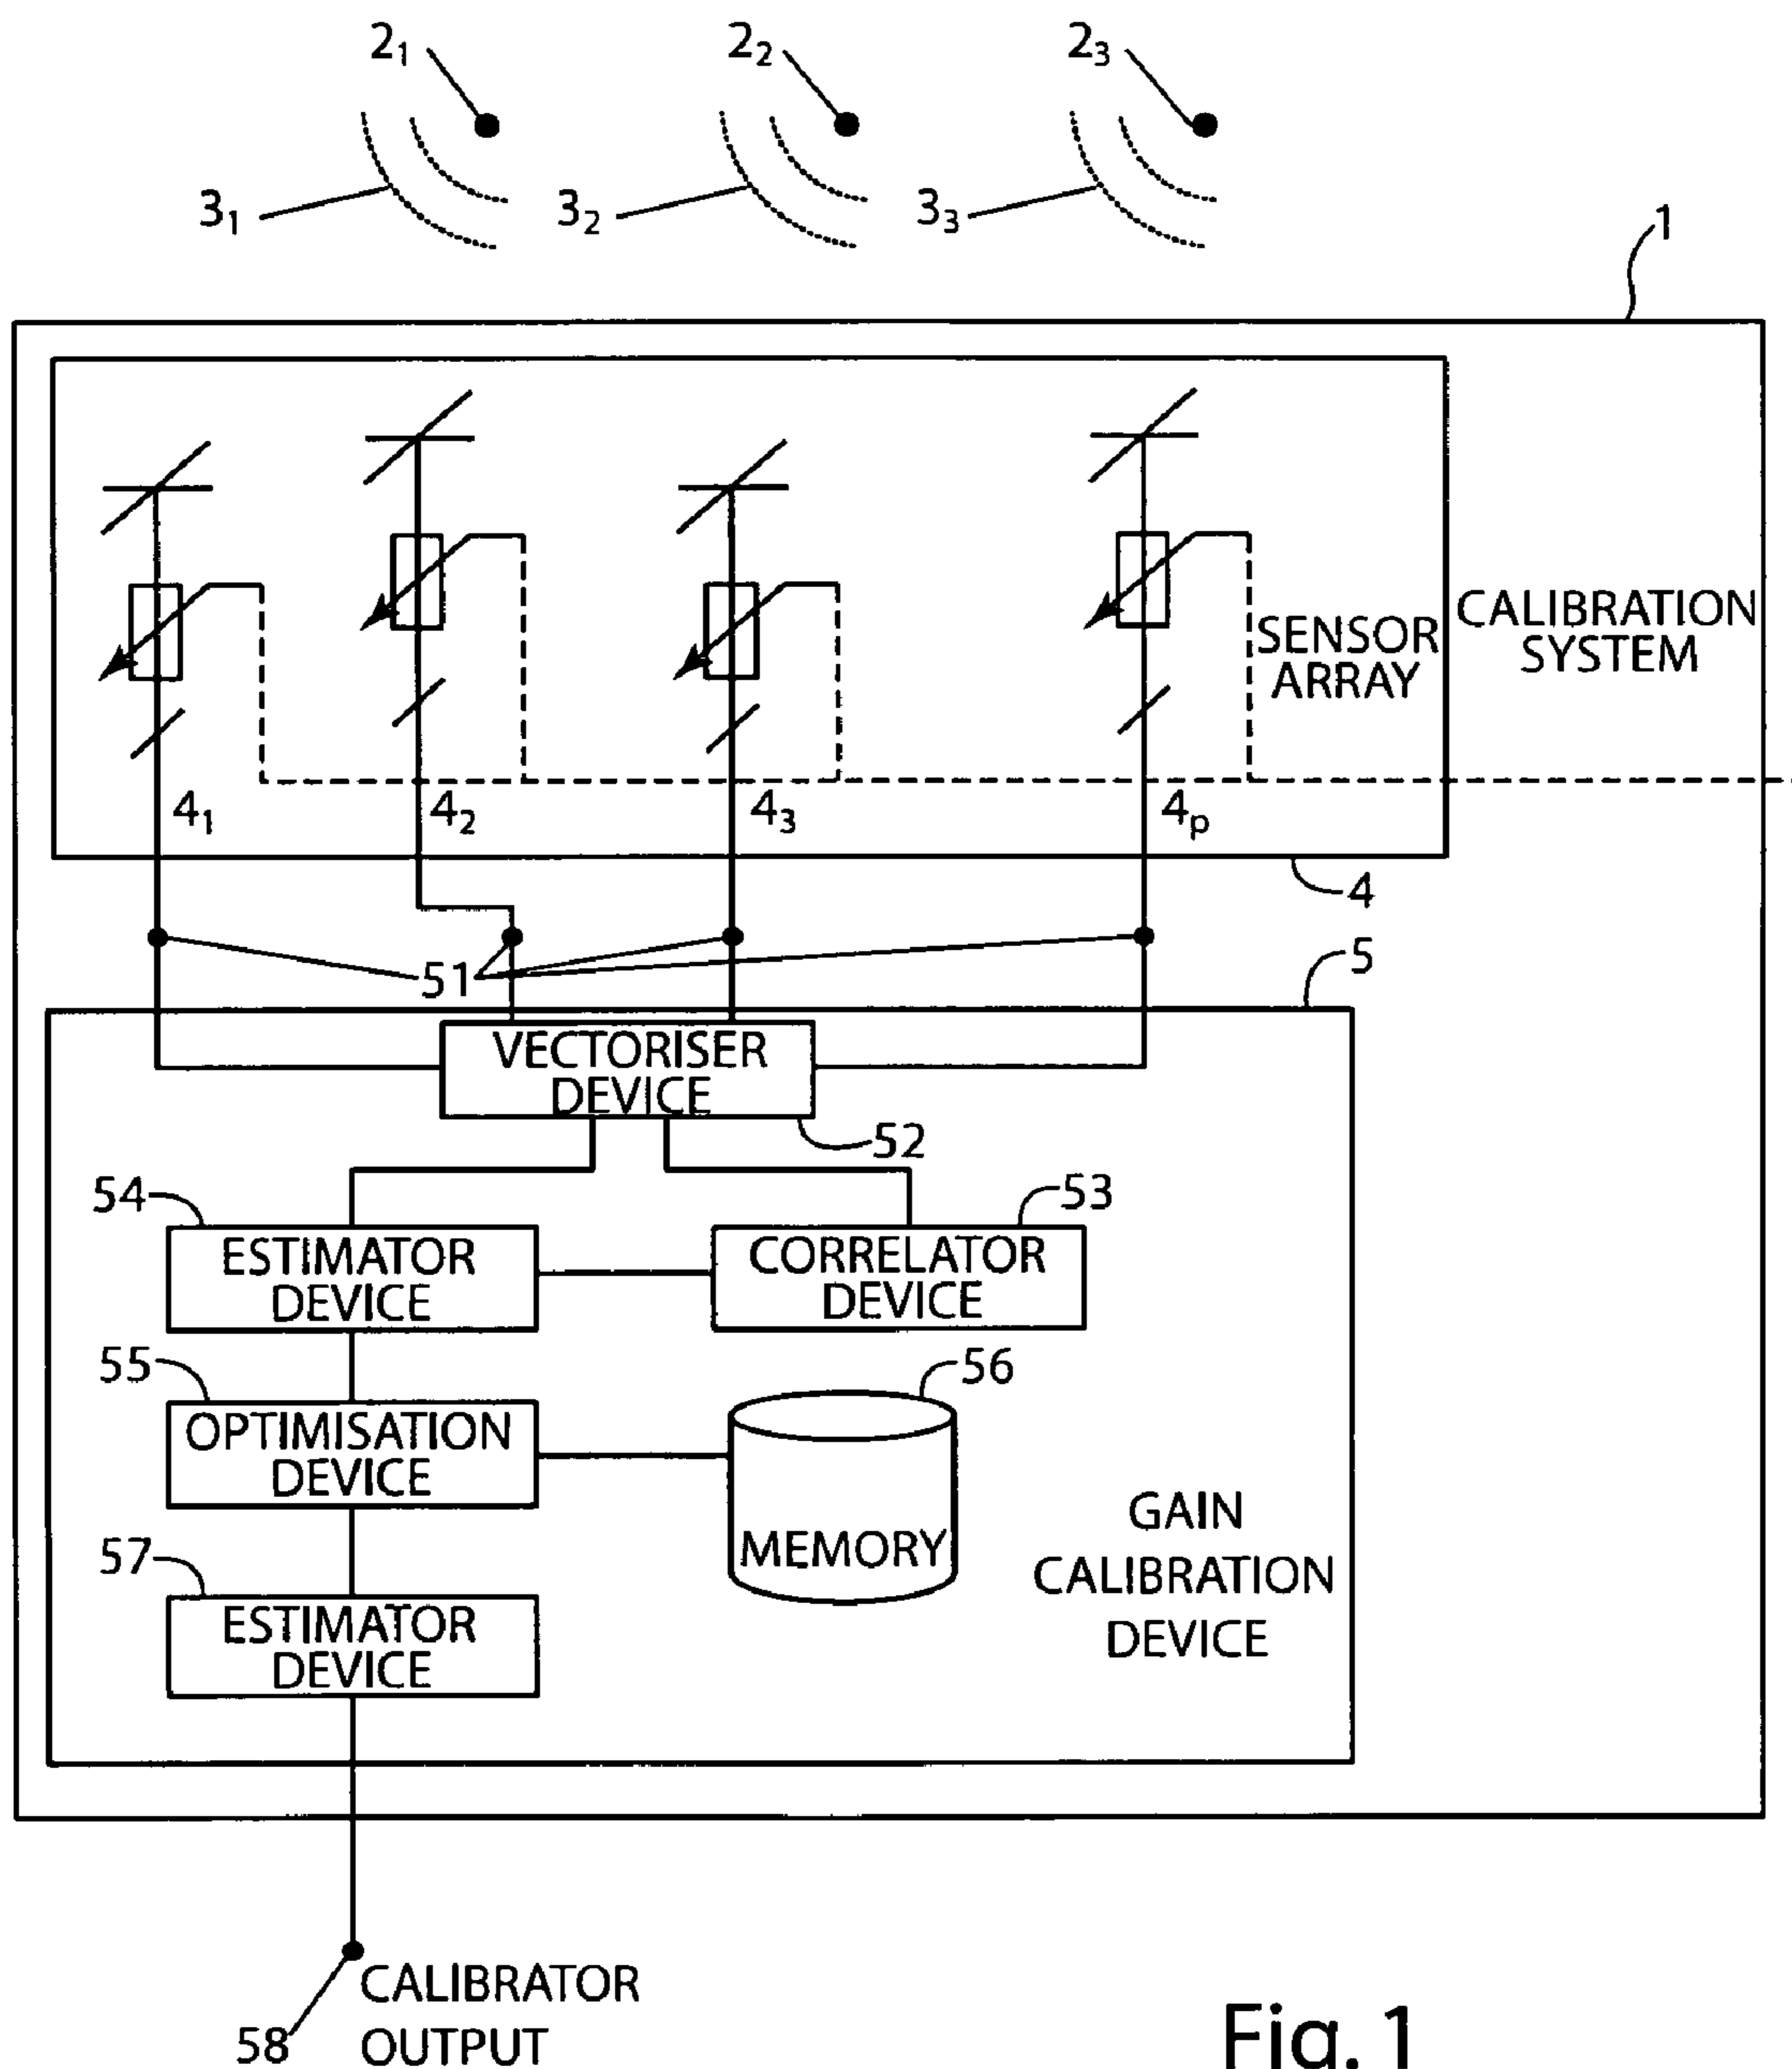 2₁ 2₂ 2₃
3₁ 3₂ 3₃
1
CALIBRATION
SYSTEM
SENSOR
ARRAY
4₁ 4₂ 4₃ 4ₚ
4
51
5
VECTORISER
DEVICE
52
54
53
ESTIMATOR
DEVICE
CORRELATOR
DEVICE
55
56
OPTIMISATION
DEVICE
MEMORY
GAIN
CALIBRATION
DEVICE
57
ESTIMATOR
DEVICE
58
CALIBRATOR
OUTPUT
Fig. 1